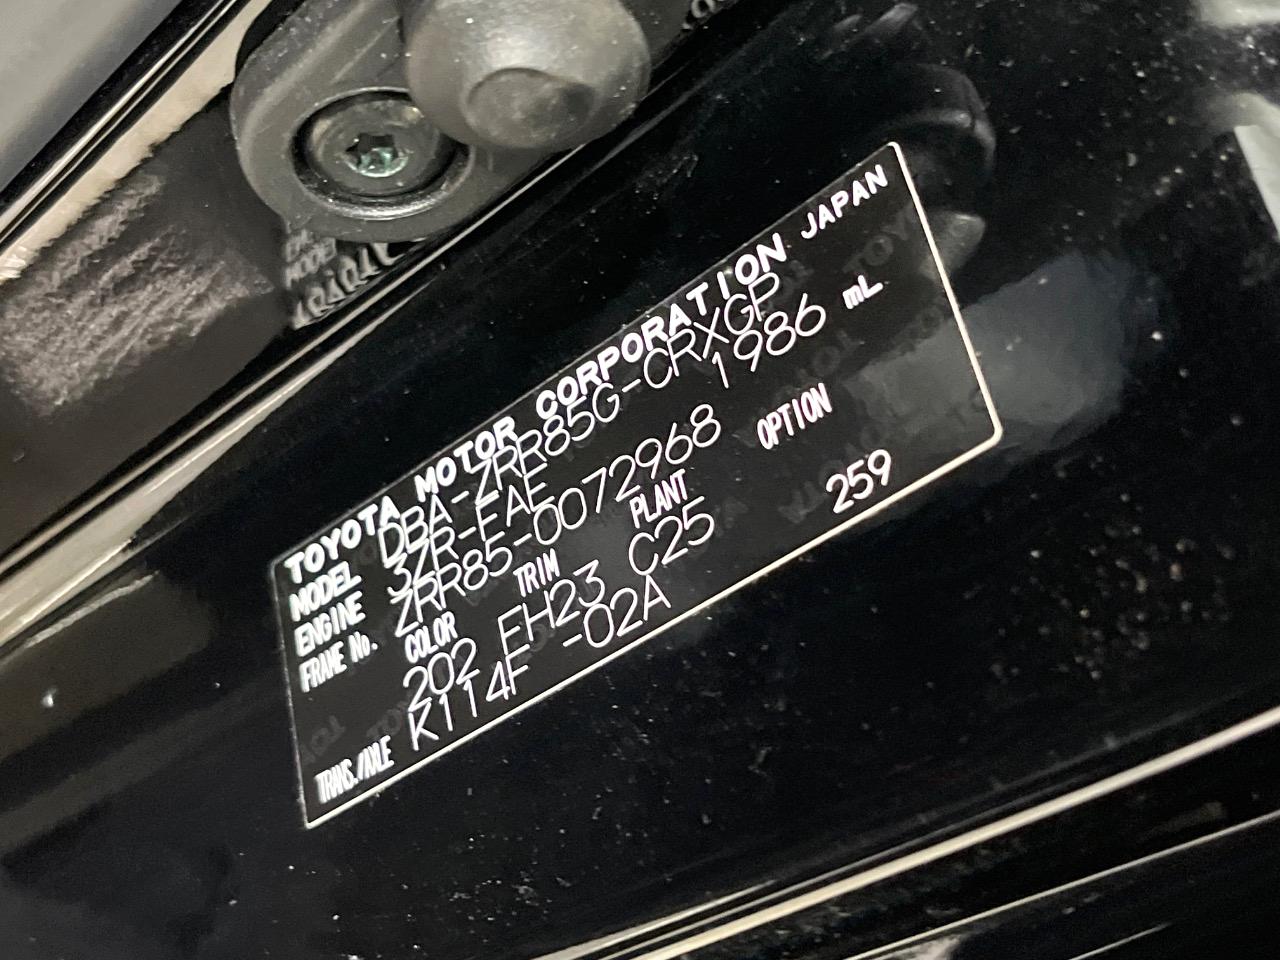 TOYOTA MOTOR CORPORATION JAPAN
MODEL DBA-ZRR85G-CRXGP
ENGINE 3ZR-FAE 1986 mL
FRAME No. ZRR85-0072968
COLOR TRIM PLANT OPTION
202 EH23 C25 259
TRANS./AXLE K114F -02A